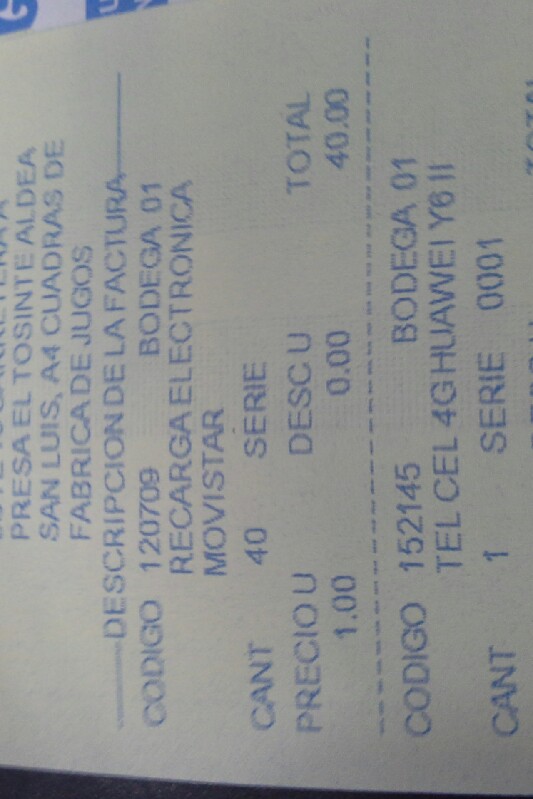 PRESA EL TOSINTE ALDEA
SAN LUIS, A4 CUADRAS DE
FABRICA DE JUGOS
DESCRIPCION DE LA FACTURA
CODIGO 120709 BODEGA 01
RECARGA ELECTRONICA
MOVISTAR
CANT 40 SERIE
PRECIO U DESC U TOTAL
1.00 0.00 40.00
CODIGO 152145 BODEGA 01
TEL CEL 4G HUAWEI Y6 II
CANT 1 SERIE 0001